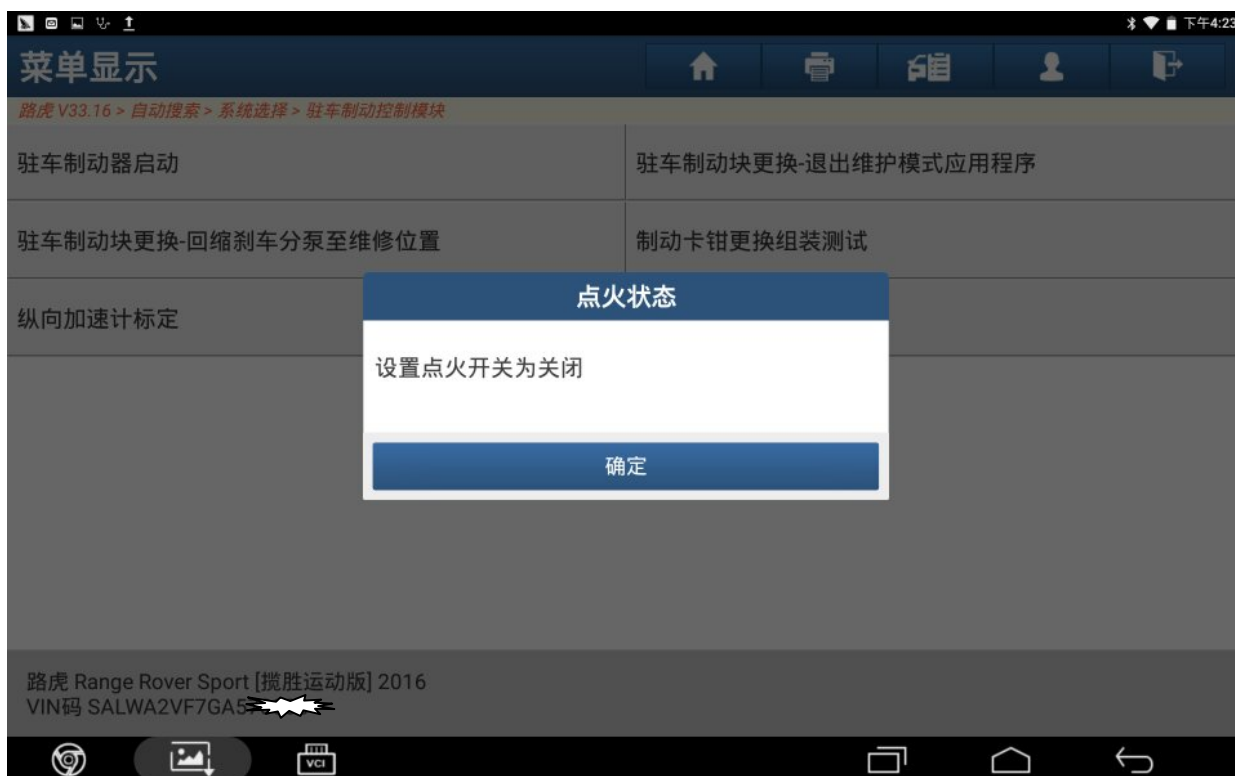 下午4:23
菜单显示
路虎 V33.16 > 自动搜索 > 系统选择 > 驻车制动控制模块
驻车制动器启动
驻车制动块更换-退出维护模式应用程序
驻车制动块更换-回缩刹车分泵至维修位置
制动卡钳更换组装测试
纵向加速计标定
点火状态
设置点火开关为关闭
确定
路虎 Range Rover Sport [揽胜运动版] 2016
VIN码 SALWA2VF7GA5
VCI